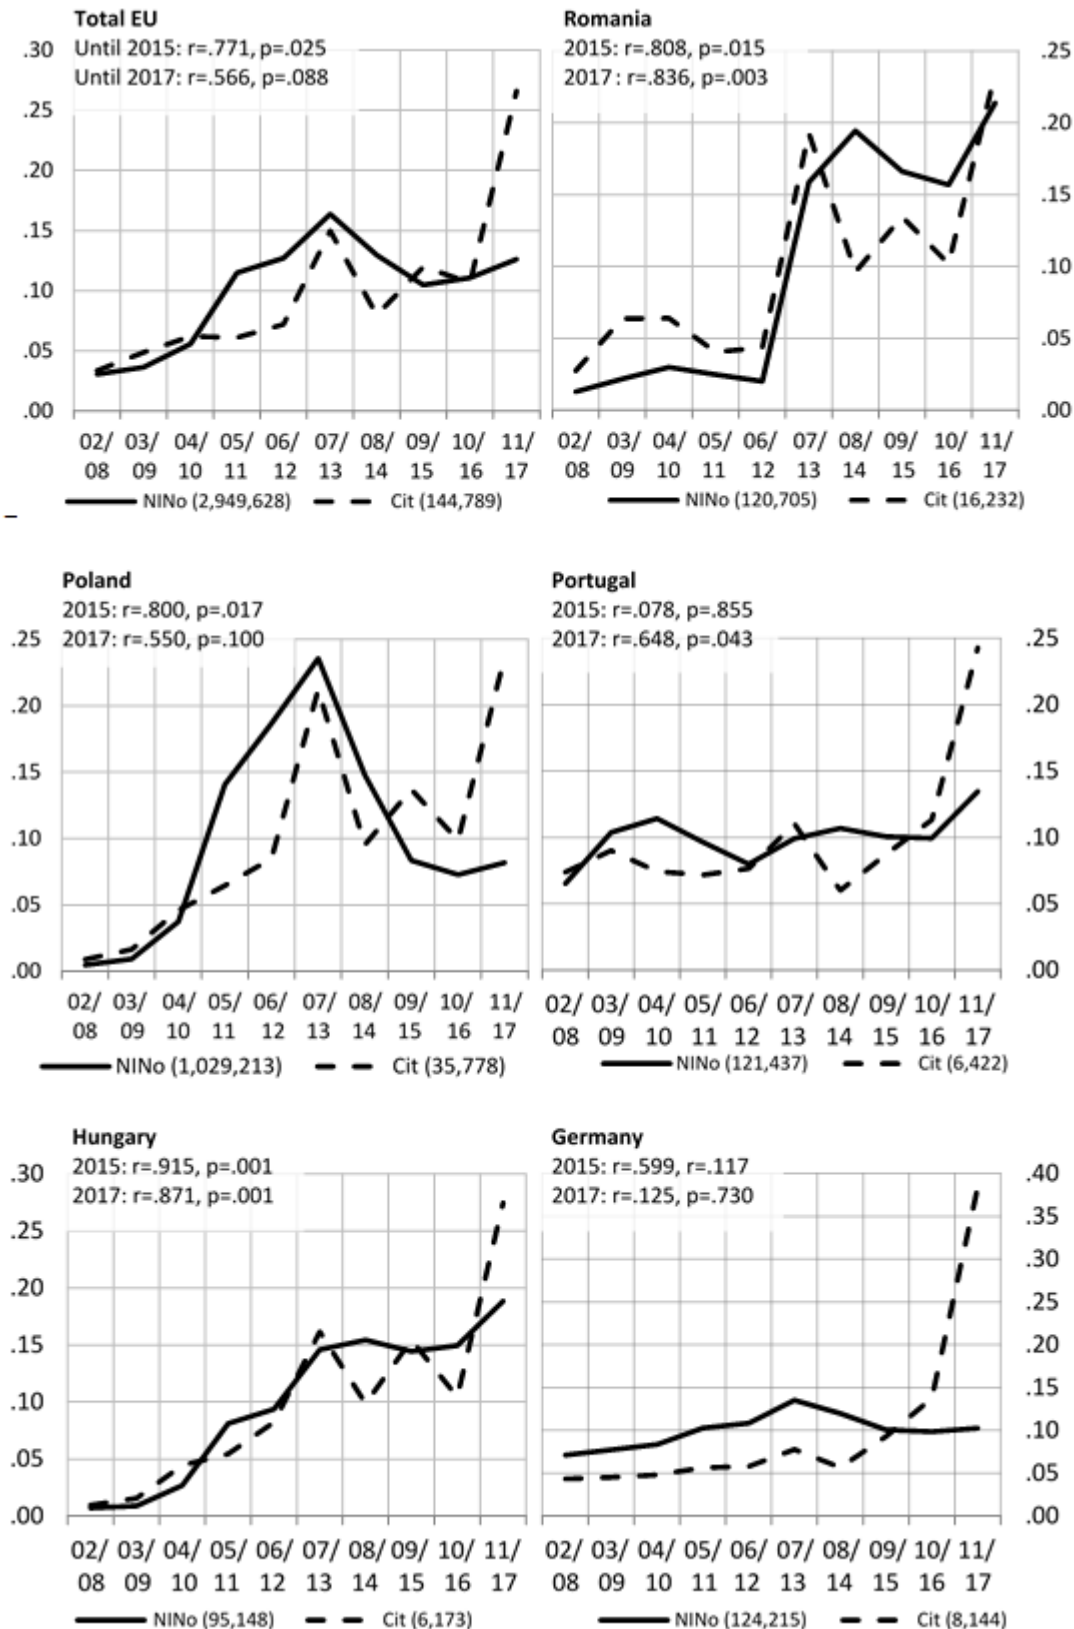 Total EU
Until 2015: r=.771, p=.025
Until 2017: r=.566, p=.088
.30
.25
.20
.15
.10
.05
.00
02/ 03/ 04/ 05/ 06/ 07/ 08/ 09/ 10/ 11/
08 09 10 11 12 13 14 15 16 17
NINo (2,949,628) Cit (144,789)
Romania
2015: r=.808, p=.015
2017 : r=.836, p=.003
.25
.20
.15
.10
.05
.00
02/ 03/ 04/ 05/ 06/ 07/ 08/ 09/ 10/ 11/
08 09 10 11 12 13 14 15 16 17
NINo (120,705) Cit (16,232)
Poland
2015: r=.800, p=.017
2017: r=.550, p=.100
.25
.20
.15
.10
.05
.00
02/ 03/ 04/ 05/ 06/ 07/ 08/ 09/ 10/ 11/
08 09 10 11 12 13 14 15 16 17
NINo (1,029,213) Cit (35,778)
Portugal
2015: r=.078, p=.855
2017: r=.648, p=.043
.25
.20
.15
.10
.05
.00
02/ 03/ 04/ 05/ 06/ 07/ 08/ 09/ 10/ 11/
08 09 10 11 12 13 14 15 16 17
NINo (121,437) Cit (6,422)
Hungary
2015: r=.915, p=.001
2017: r=.871, p=.001
.30
.25
.20
.15
.10
.05
.00
02/ 03/ 04/ 05/ 06/ 07/ 08/ 09/ 10/ 11/
08 09 10 11 12 13 14 15 16 17
NINo (95,148) Cit (6,173)
Germany
2015: r=.599, r=.117
2017: r=.125, p=.730
.40
.35
.30
.25
.20
.15
.10
.05
.00
02/ 03/ 04/ 05/ 06/ 07/ 08/ 09/ 10/ 11/
08 09 10 11 12 13 14 15 16 17
NINo (124,215) Cit (8,144)